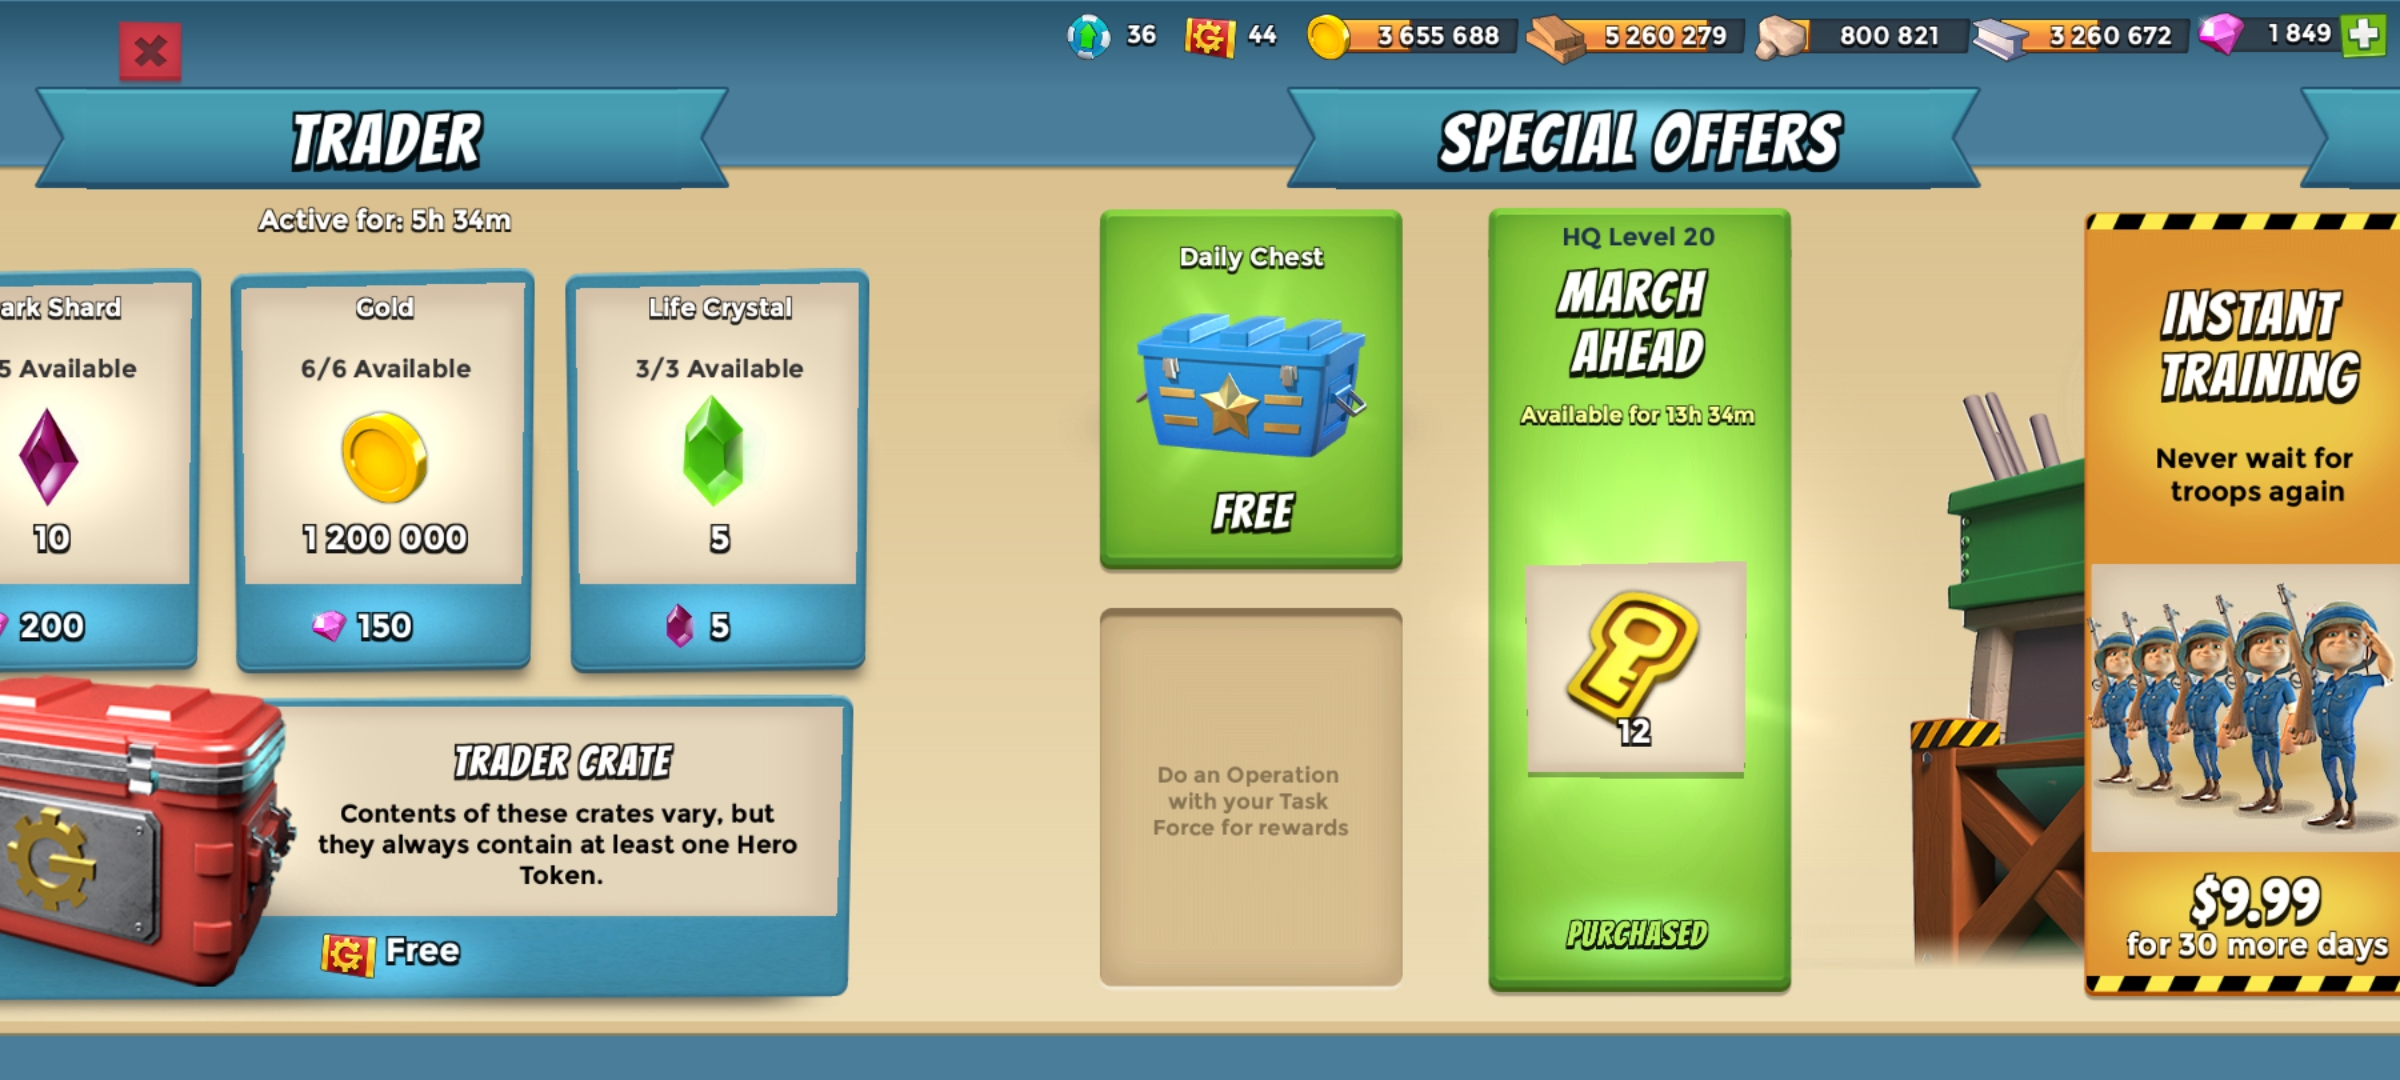 36
44
3 655 688
5 260 279
800 821
3 260 672
1 849
TRADER
Active for: 5h 34m
ark Shard
5 Available
10
200
Gold
6/6 Available
1 200 000
150
Life Crystal
3/3 Available
5
5
TRADER CRATE
Contents of these crates vary, but
they always contain at least one Hero
Token.
Free
SPECIAL OFFERS
Daily Chest
FREE
Do an Operation
with your Task
Force for rewards
HQ Level 20
MARCH
AHEAD
Available for 13h 34m
12
PURCHASED
INSTANT
TRAINING
Never wait for
troops again
$9.99
for 30 more days